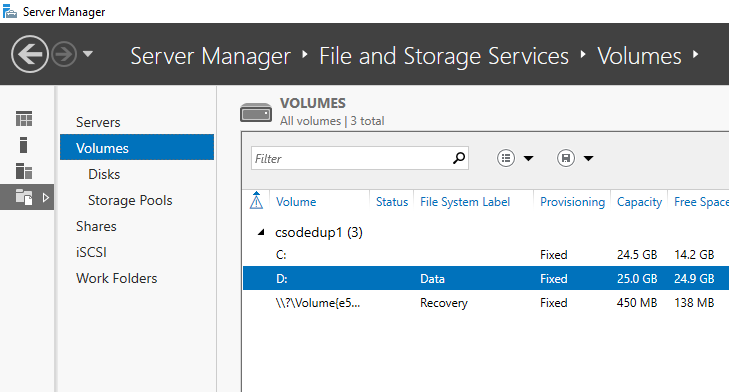 Server Manager
Server Manager ‣ File and Storage Services ‣ Volumes ‣
Servers
Volumes
Disks
Storage Pools
Shares
iSCSI
Work Folders
VOLUMES
All volumes | 3 total
Filter
Volume Status File System Label Provisioning Capacity Free Space
csodedup1 (3)
C: Fixed 24.5 GB 14.2 GB
D: Data Fixed 25.0 GB 24.9 GB
\\?\Volume{e5... Recovery Fixed 450 MB 138 MB